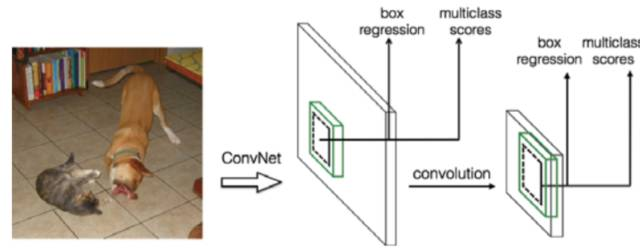 box
regression
multiclass
scores
box
regression
multiclass
scores
ConvNet
convolution